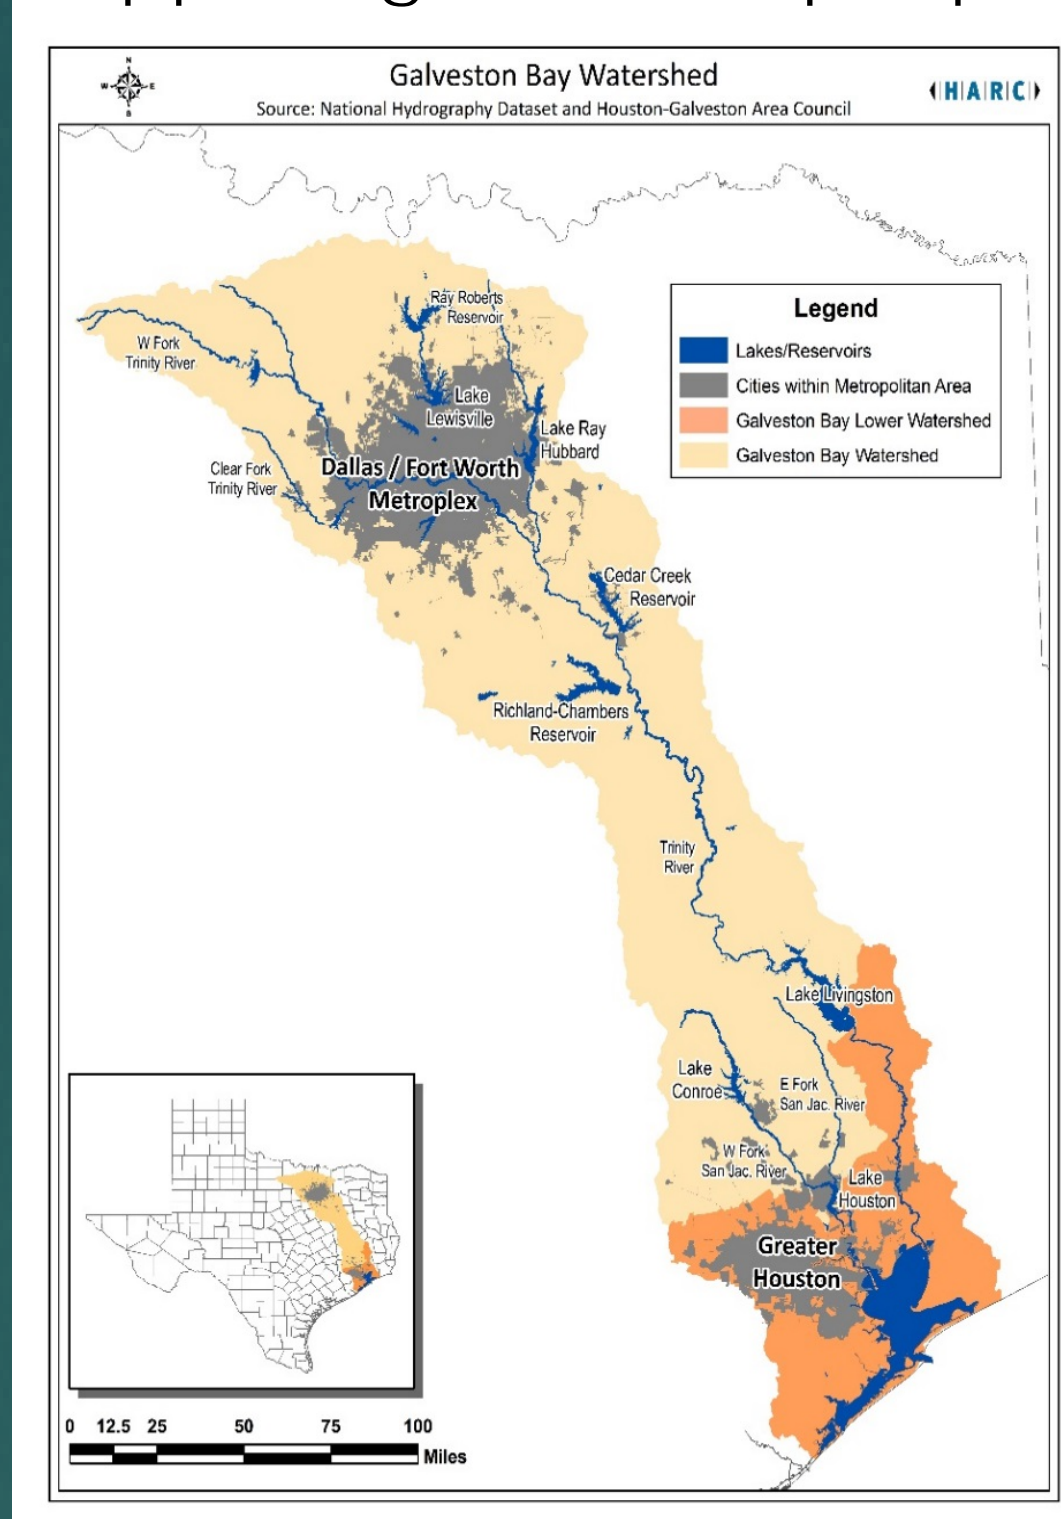 N
W E
S
Galveston Bay Watershed
Source: National Hydrography Dataset and Houston-Galveston Area Council
H|A|R|C
Ray Roberts
Reservoir
W Fork
Trinity River
Lake
Lewisville
Lake Ray
Hubbard
Clear Fork
Trinity River
Dallas / Fort Worth
Metroplex
Legend
Lakes/Reservoirs
Cities within Metropolitan Area
Galveston Bay Lower Watershed
Galveston Bay Watershed
Cedar Creek
Reservoir
Richland-Chambers
Reservoir
Trinity
River
Lake Livingston
Lake
Conroe
E Fork
San Jac. River
W Fork
San Jac. River
Lake
Houston
Greater
Houston
0 12.5 25 50 75 100
Miles